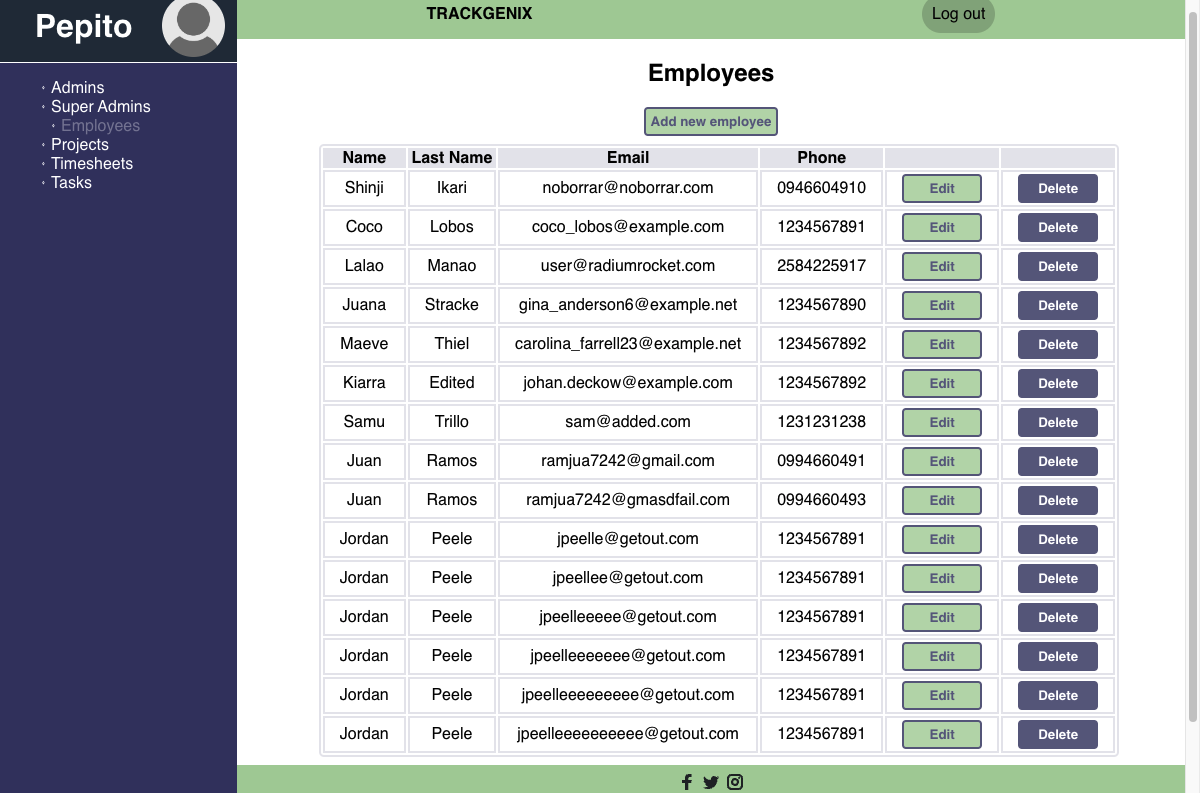 Pepito
TRACKGENIX
Log out
Admins
Super Admins
Employees
Projects
Timesheets
Tasks
Employees
Add new employee
Name Last Name Email Phone
Shinji Ikari noborrar@noborrar.com 0946604910 Edit Delete
Coco Lobos coco_lobos@example.com 1234567891 Edit Delete
Lalao Manao user@radiumrocket.com 2584225917 Edit Delete
Juana Stracke gina_anderson6@example.net 1234567890 Edit Delete
Maeve Thiel carolina_farrell23@example.net 1234567892 Edit Delete
Kiarra Edited johan.deckow@example.com 1234567892 Edit Delete
Samu Trillo sam@added.com 1231231238 Edit Delete
Juan Ramos ramjua7242@gmail.com 0994660491 Edit Delete
Juan Ramos ramjua7242@gmasdfail.com 0994660493 Edit Delete
Jordan Peele jpeelle@getout.com 1234567891 Edit Delete
Jordan Peele jpeellee@getout.com 1234567891 Edit Delete
Jordan Peele jpeelleeeee@getout.com 1234567891 Edit Delete
Jordan Peele jpeelleeeeeee@getout.com 1234567891 Edit Delete
Jordan Peele jpeelleeeeeeeee@getout.com 1234567891 Edit Delete
Jordan Peele jpeelleeeeeeeeee@getout.com 1234567891 Edit Delete